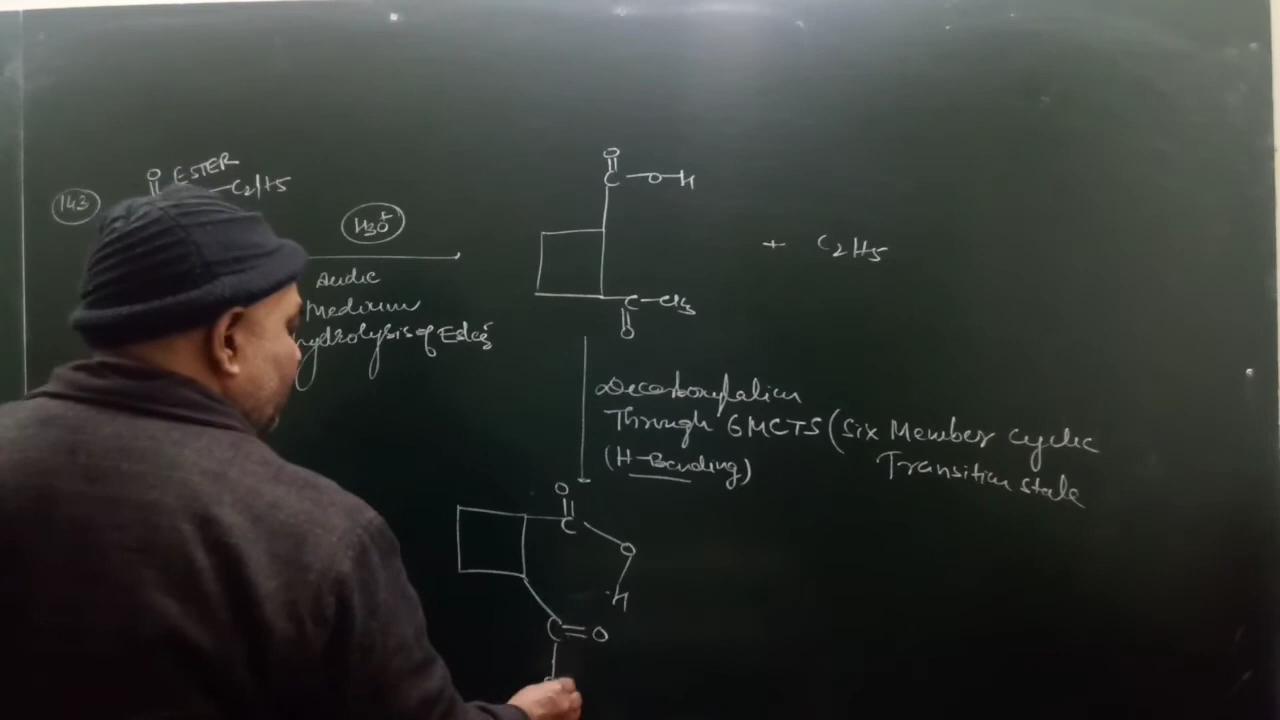 143
O ESTER
C2H5
H3O+
Acidic
Medium
hydrolysis of Ester
O
C-O-H
C-CH3
O
+ C2H5
Decarboxylation
Through 6MCTS (Six Member Cyclic
(H-Bonding) Transition state
O
C
O
H
C=O